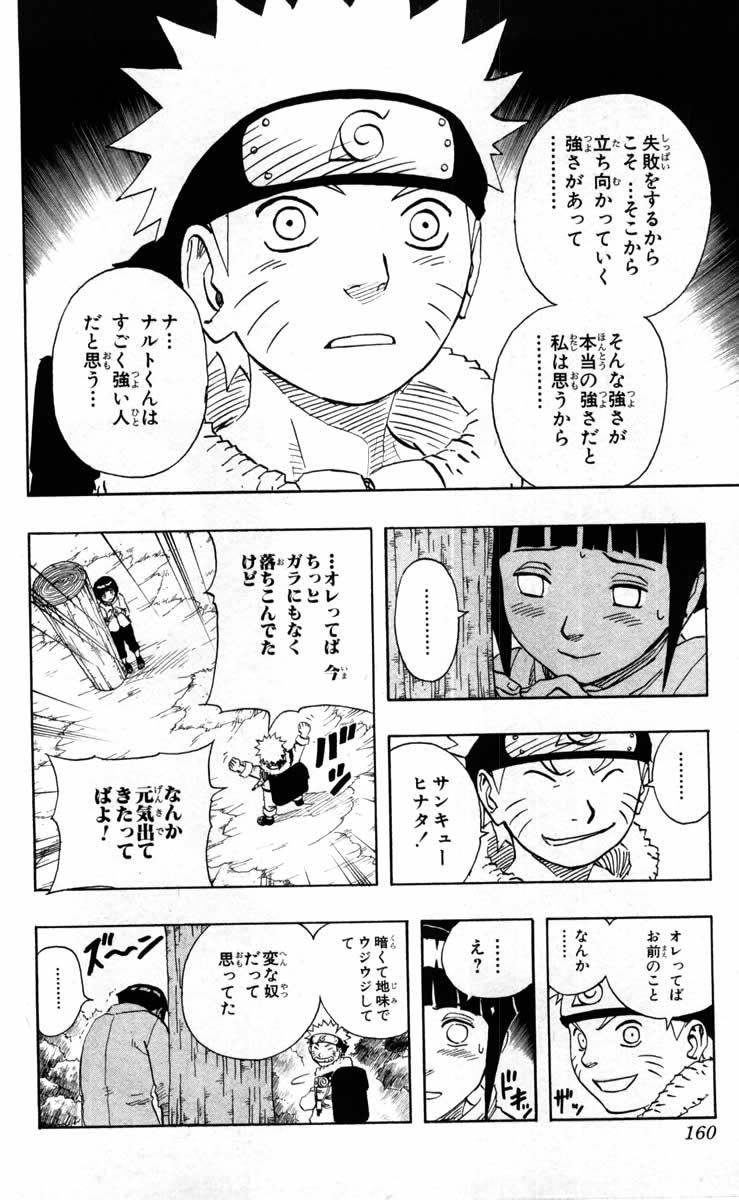 失敗をするから
こそ…そこから
立ち向かっていく
強さがあって
…………
そんな強さが
本当の強さだと
私は思うから
…………
ナ…
ナルトくんは
すごく強い人
だと思う…
…………
………
サンキュー
ヒナタ！
…オレってば 今
ちっと
ガラにもなく
落ちこんでた
けど
なんか
元気出て
きたって
ばよ！
ババッ
オレってば
お前のこと
なんか
………
ザッ
え？
ドキッ
暗くて地味で
ウジウジして
て
変な奴
だって
思ってた
ズ〜〜ン
………
160